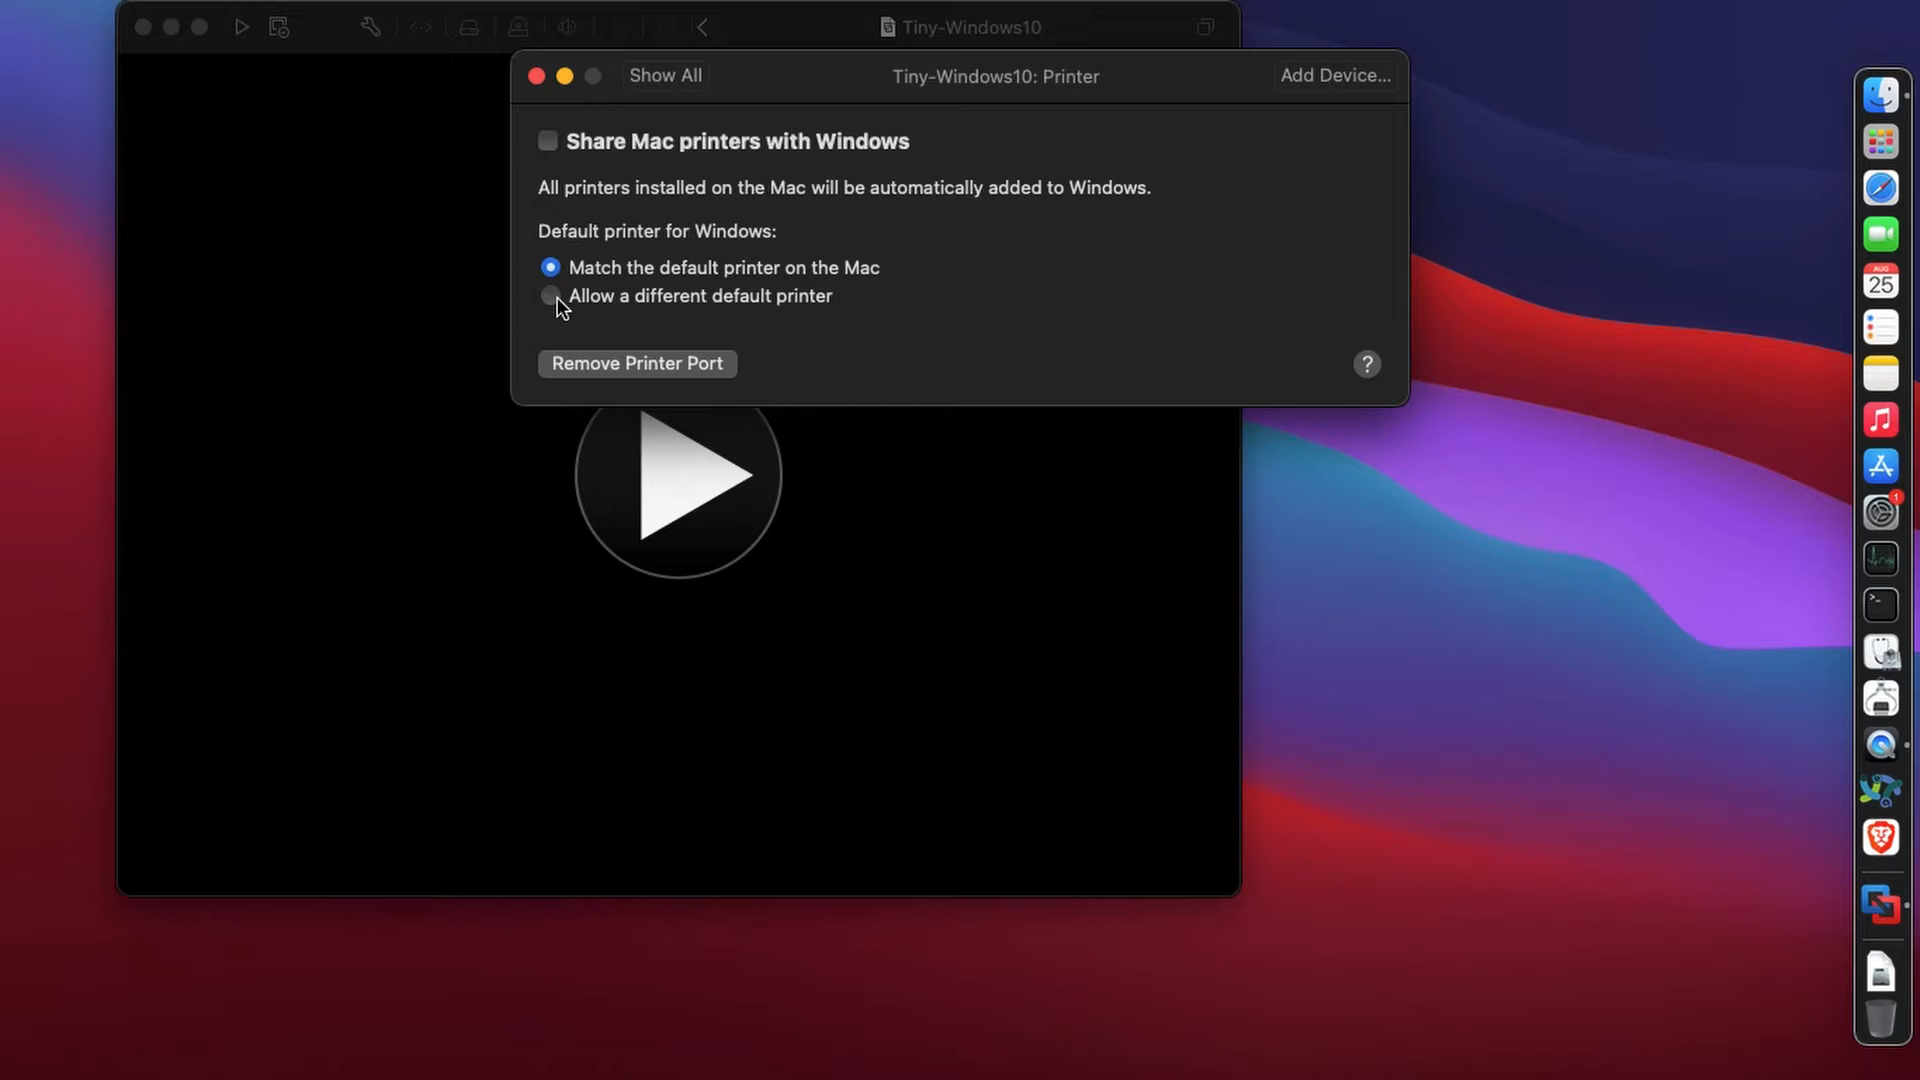 Tiny-Windows10
Show All
Tiny-Windows10: Printer
Add Device...
Share Mac printers with Windows
All printers installed on the Mac will be automatically added to Windows.
Default printer for Windows:
Match the default printer on the Mac
Allow a different default printer
Remove Printer Port
?
AUG
25
1
>_